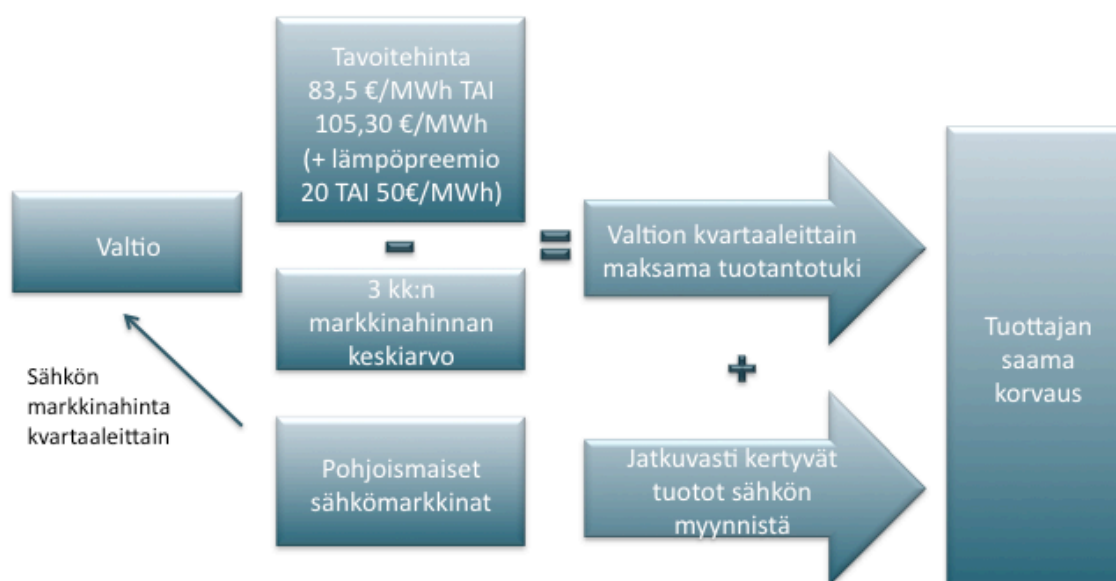 Tavoitehinta
83,5 €/MWh TAI
105,30 €/MWh
(+ lämpöpreemio
20 TAI 50€/MWh)
Valtio
–
=
Valtion kvartaaleittain
maksama tuotantotuki
3 kk:n
markkinahinnan
keskiarvo
Tuottajan
saama
korvaus
+
Sähkön
markkinahinta
kvartaaleittain
Pohjoismaiset
sähkömarkkinat
Jatkuvasti kertyvät
tuotot sähkön
myynnistä